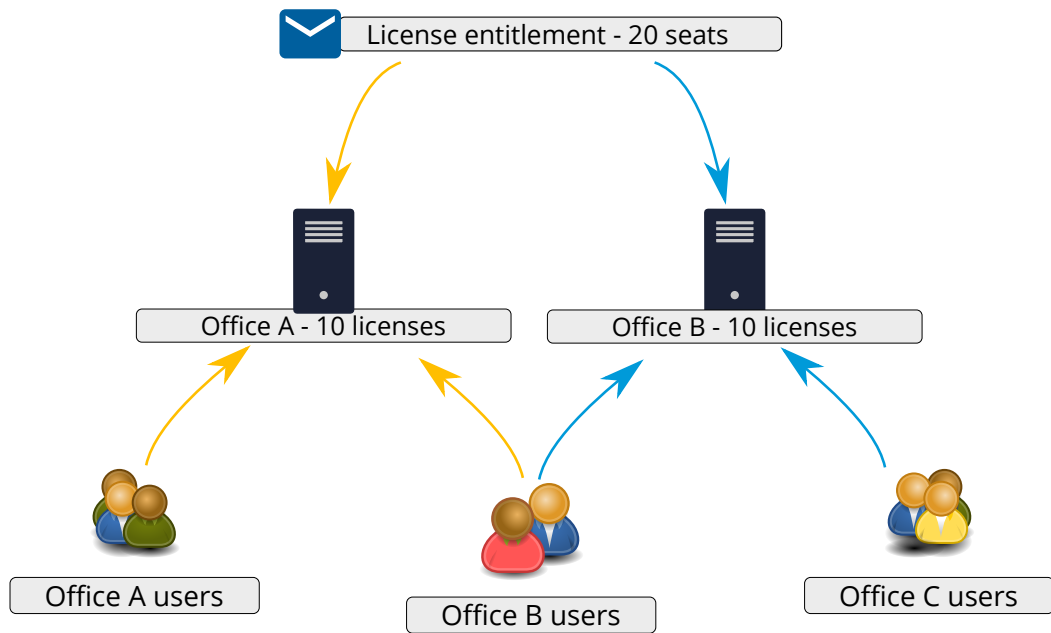 License entitlement - 20 seats
Office A - 10 licenses
Office B - 10 licenses
Office A users
Office B users
Office C users